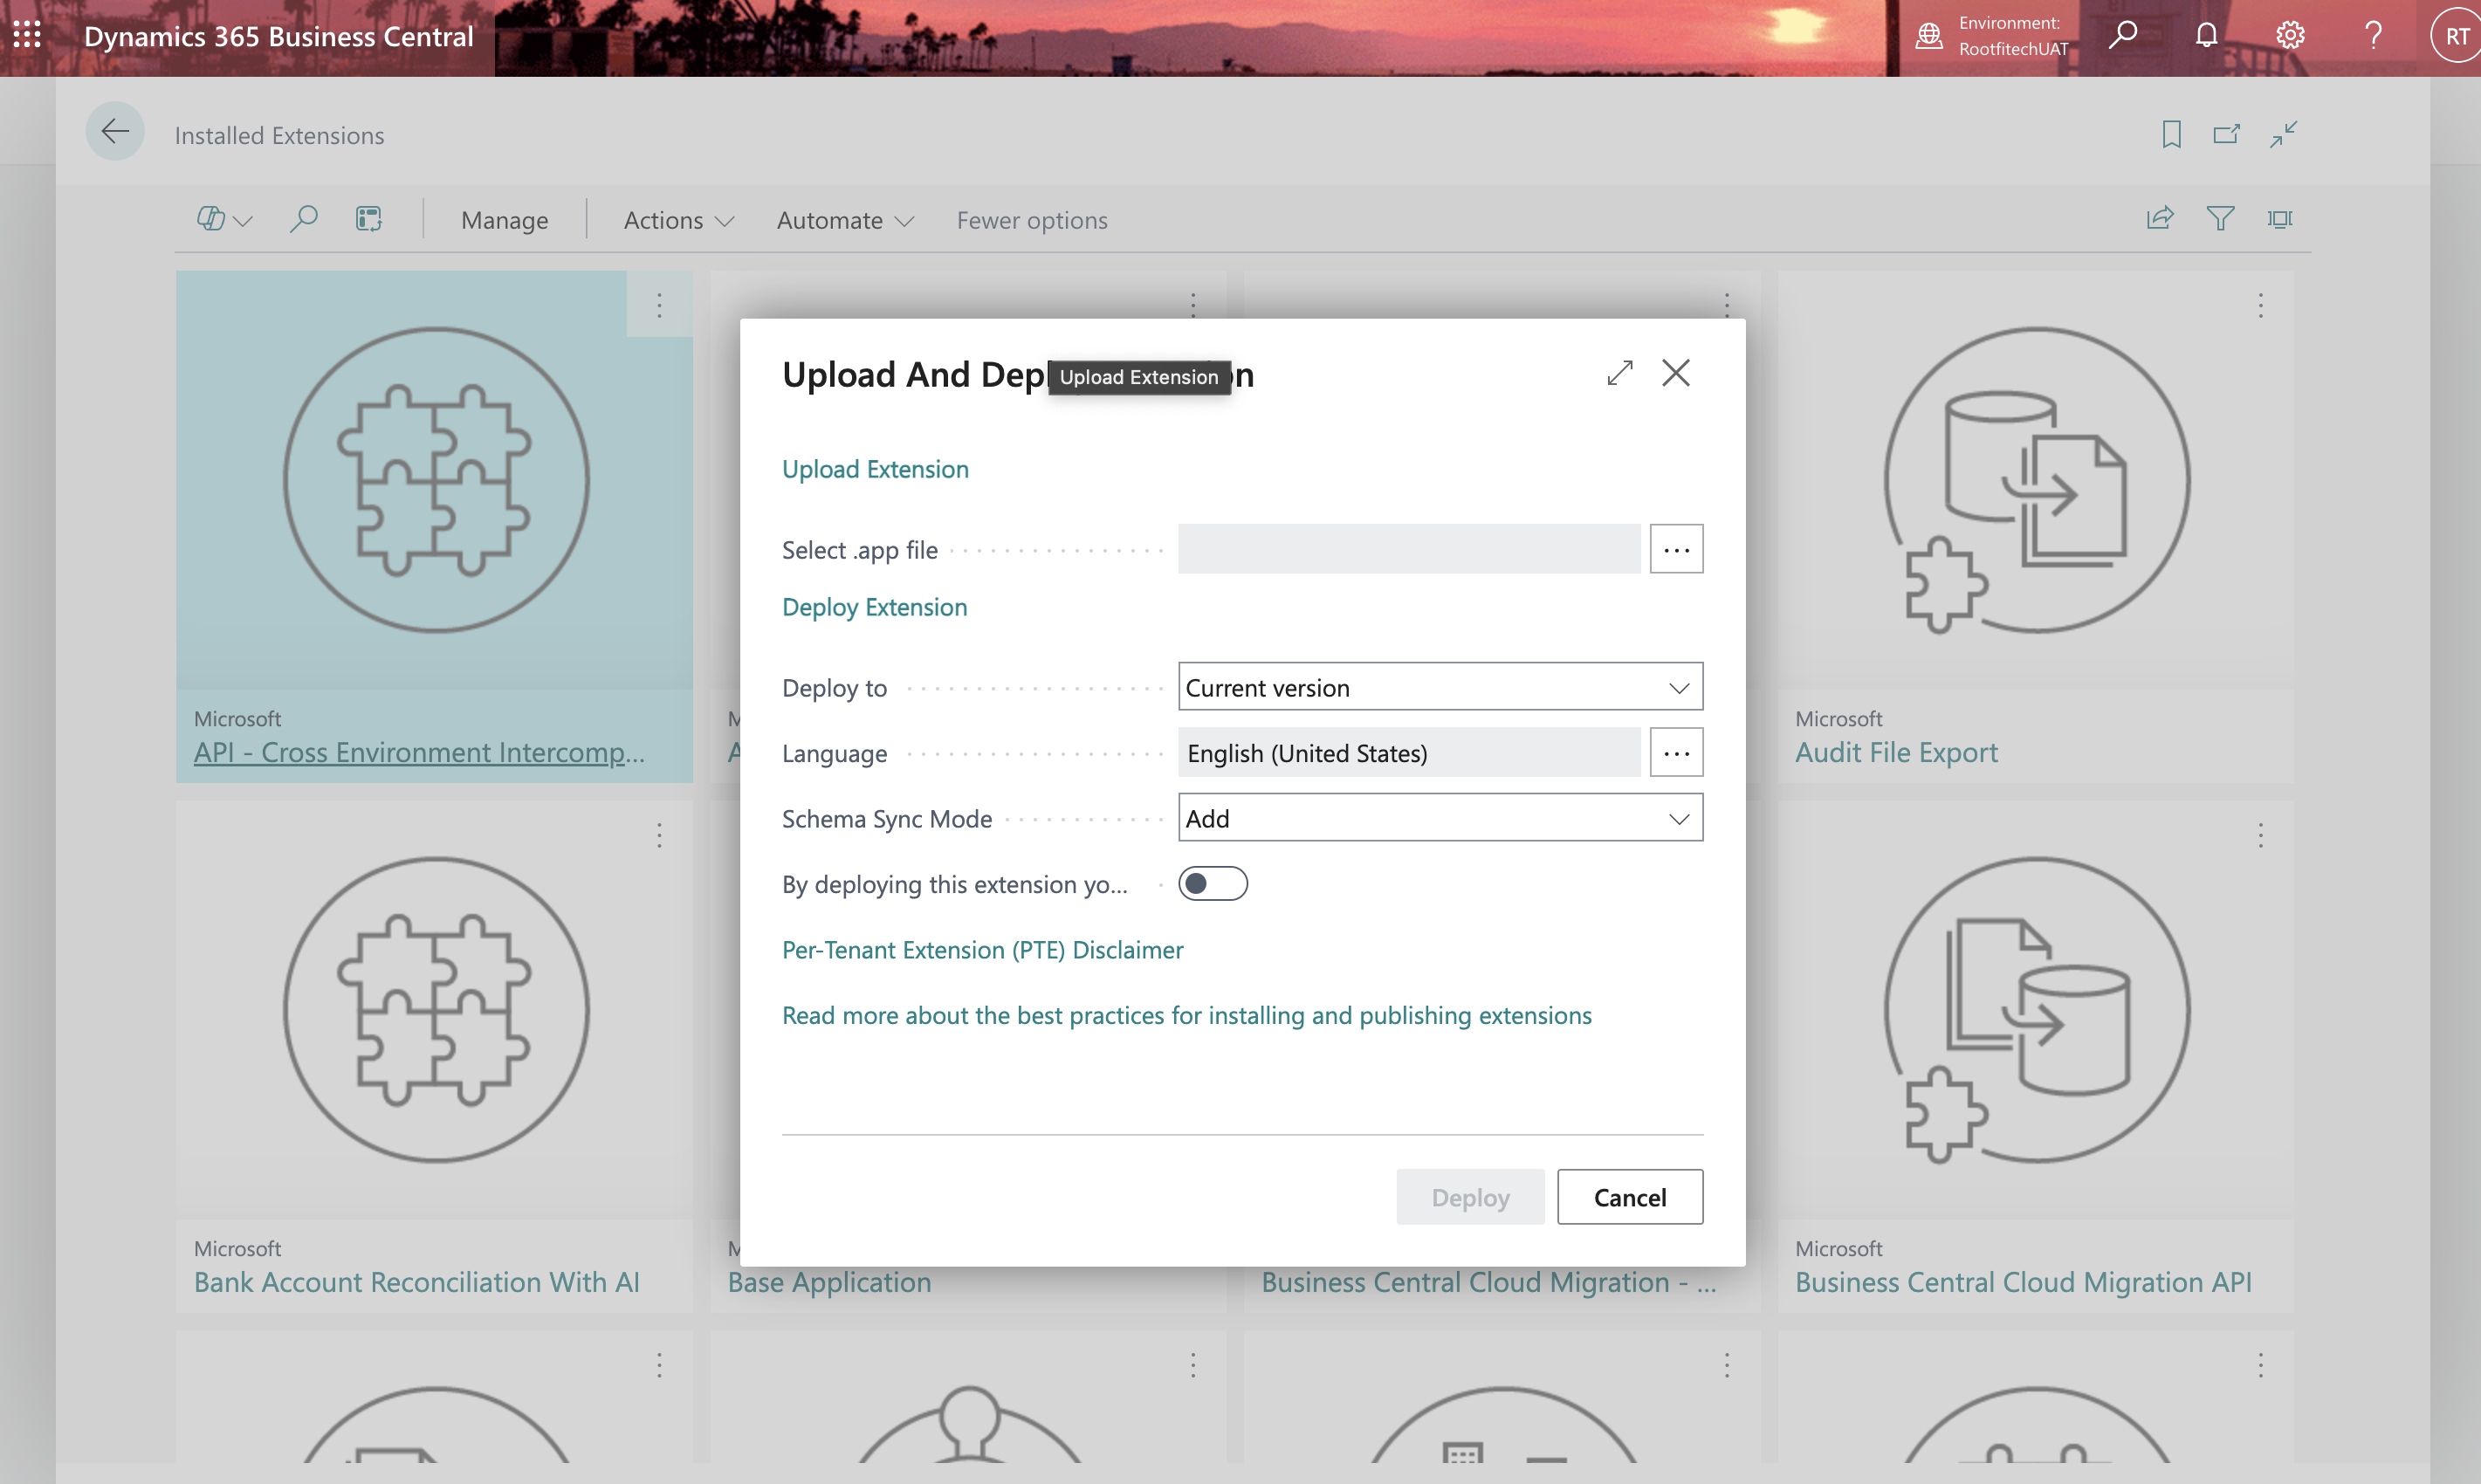 Dynamics 365 Business Central
Environment:
RootfitechUAT
RT
Installed Extensions
Manage
Actions
Automate
Fewer options
Upload And Depl
Upload Extension
n
Upload Extension
Select .app file
Deploy Extension
Deploy to
Current version
Language
English (United States)
Schema Sync Mode
Add
By deploying this extension yo...
Per-Tenant Extension (PTE) Disclaimer
Read more about the best practices for installing and publishing extensions
Deploy
Cancel
Microsoft
API - Cross Environment Intercomp...
Microsoft
Audit File Export
Microsoft
Bank Account Reconciliation With AI
Base Application
Business Central Cloud Migration - ...
Microsoft
Business Central Cloud Migration API